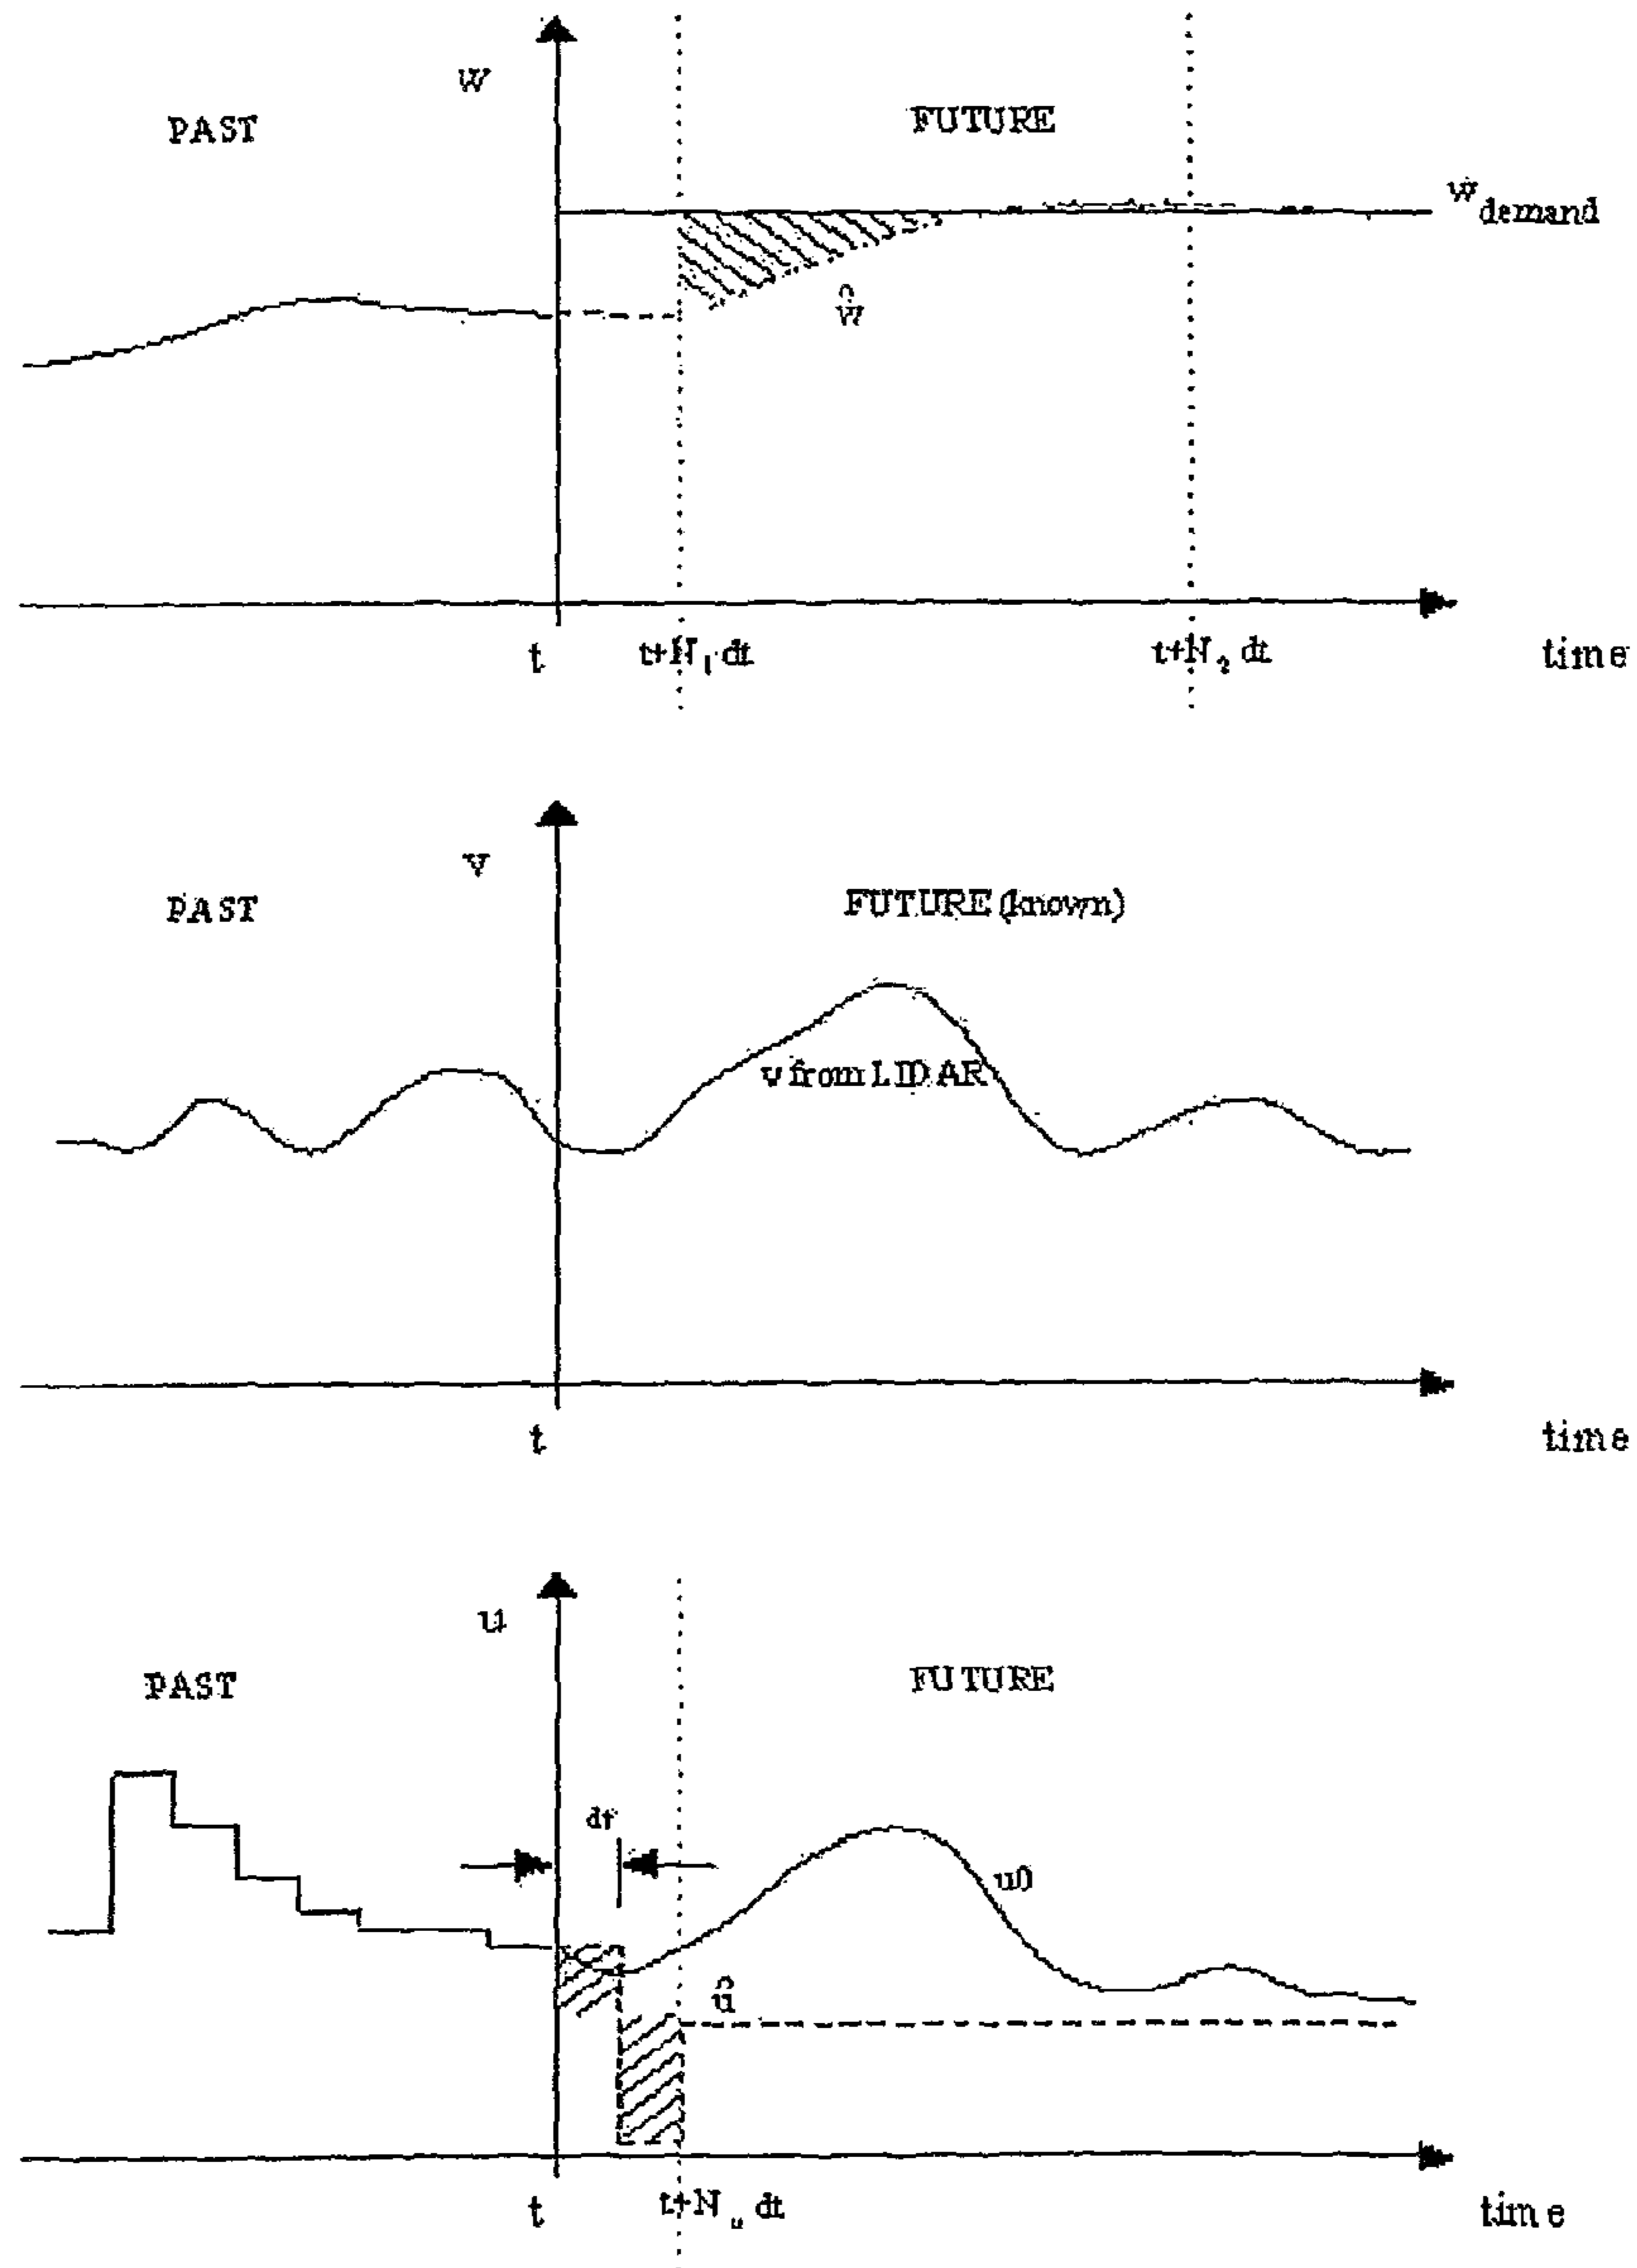 w
PAST
FUTURE
w demand
ŵ
t
t+N₁ dt
t+N₂ dt
time
v
PAST
FUTURE (known)
v from LIDAR
t
time
u
PAST
FUTURE
dt
u0
û
t
t+Nᵤ dt
time